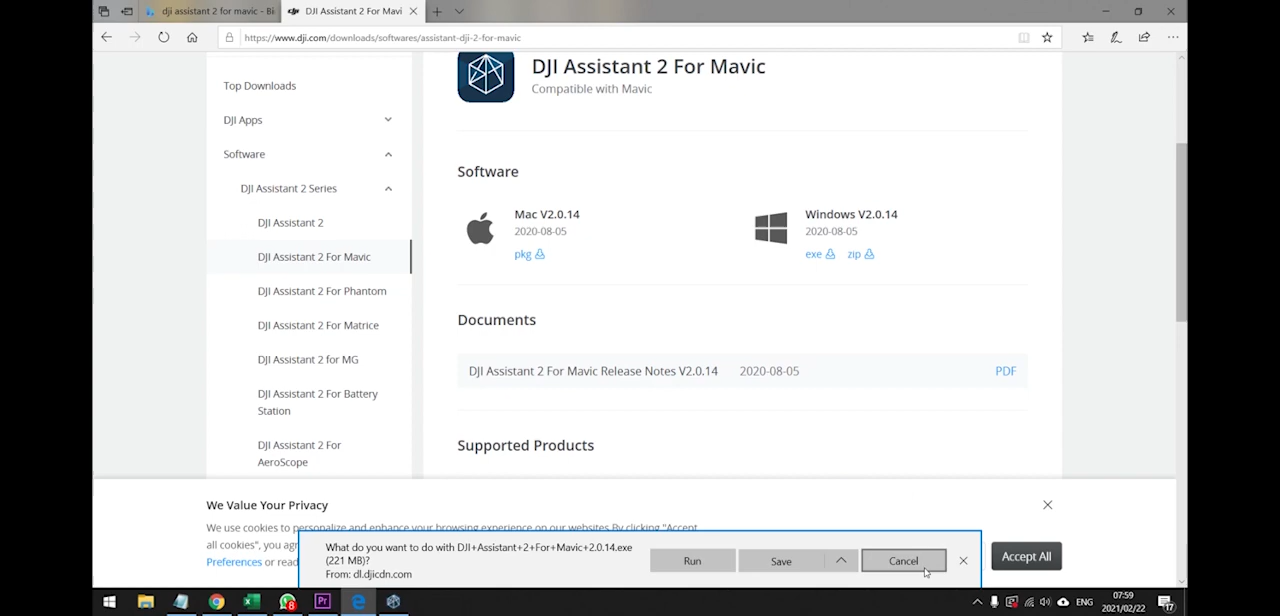 dji assistant 2 for mavic - Bi
DJI Assistant 2 For Mavi
https://www.dji.com/downloads/softwares/assistant-dji-2-for-mavic
Top Downloads
DJI Apps
Software
DJI Assistant 2 Series
DJI Assistant 2
DJI Assistant 2 For Mavic
DJI Assistant 2 For Phantom
DJI Assistant 2 For Matrice
DJI Assistant 2 for MG
DJI Assistant 2 For Battery
Station
DJI Assistant 2 For
AeroScope
DJI Assistant 2 For Mavic
Compatible with Mavic
Software
Mac V2.0.14
2020-08-05
pkg
Windows V2.0.14
2020-08-05
exe zip
Documents
DJI Assistant 2 For Mavic Release Notes V2.0.14 2020-08-05 PDF
Supported Products
We Value Your Privacy
We use cookies to personalize and enhance your browsing experience on our websites.By clicking "Accept
all cookies", you ag
Preferences or read
Accept All
What do you want to do with DJI+Assistant+2+For+Mavic+2.0.14.exe
(221 MB)?
From: dl.djicdn.com
Run
Save
Cancel
8
Pr
ENG
07:59
2021/02/22
17